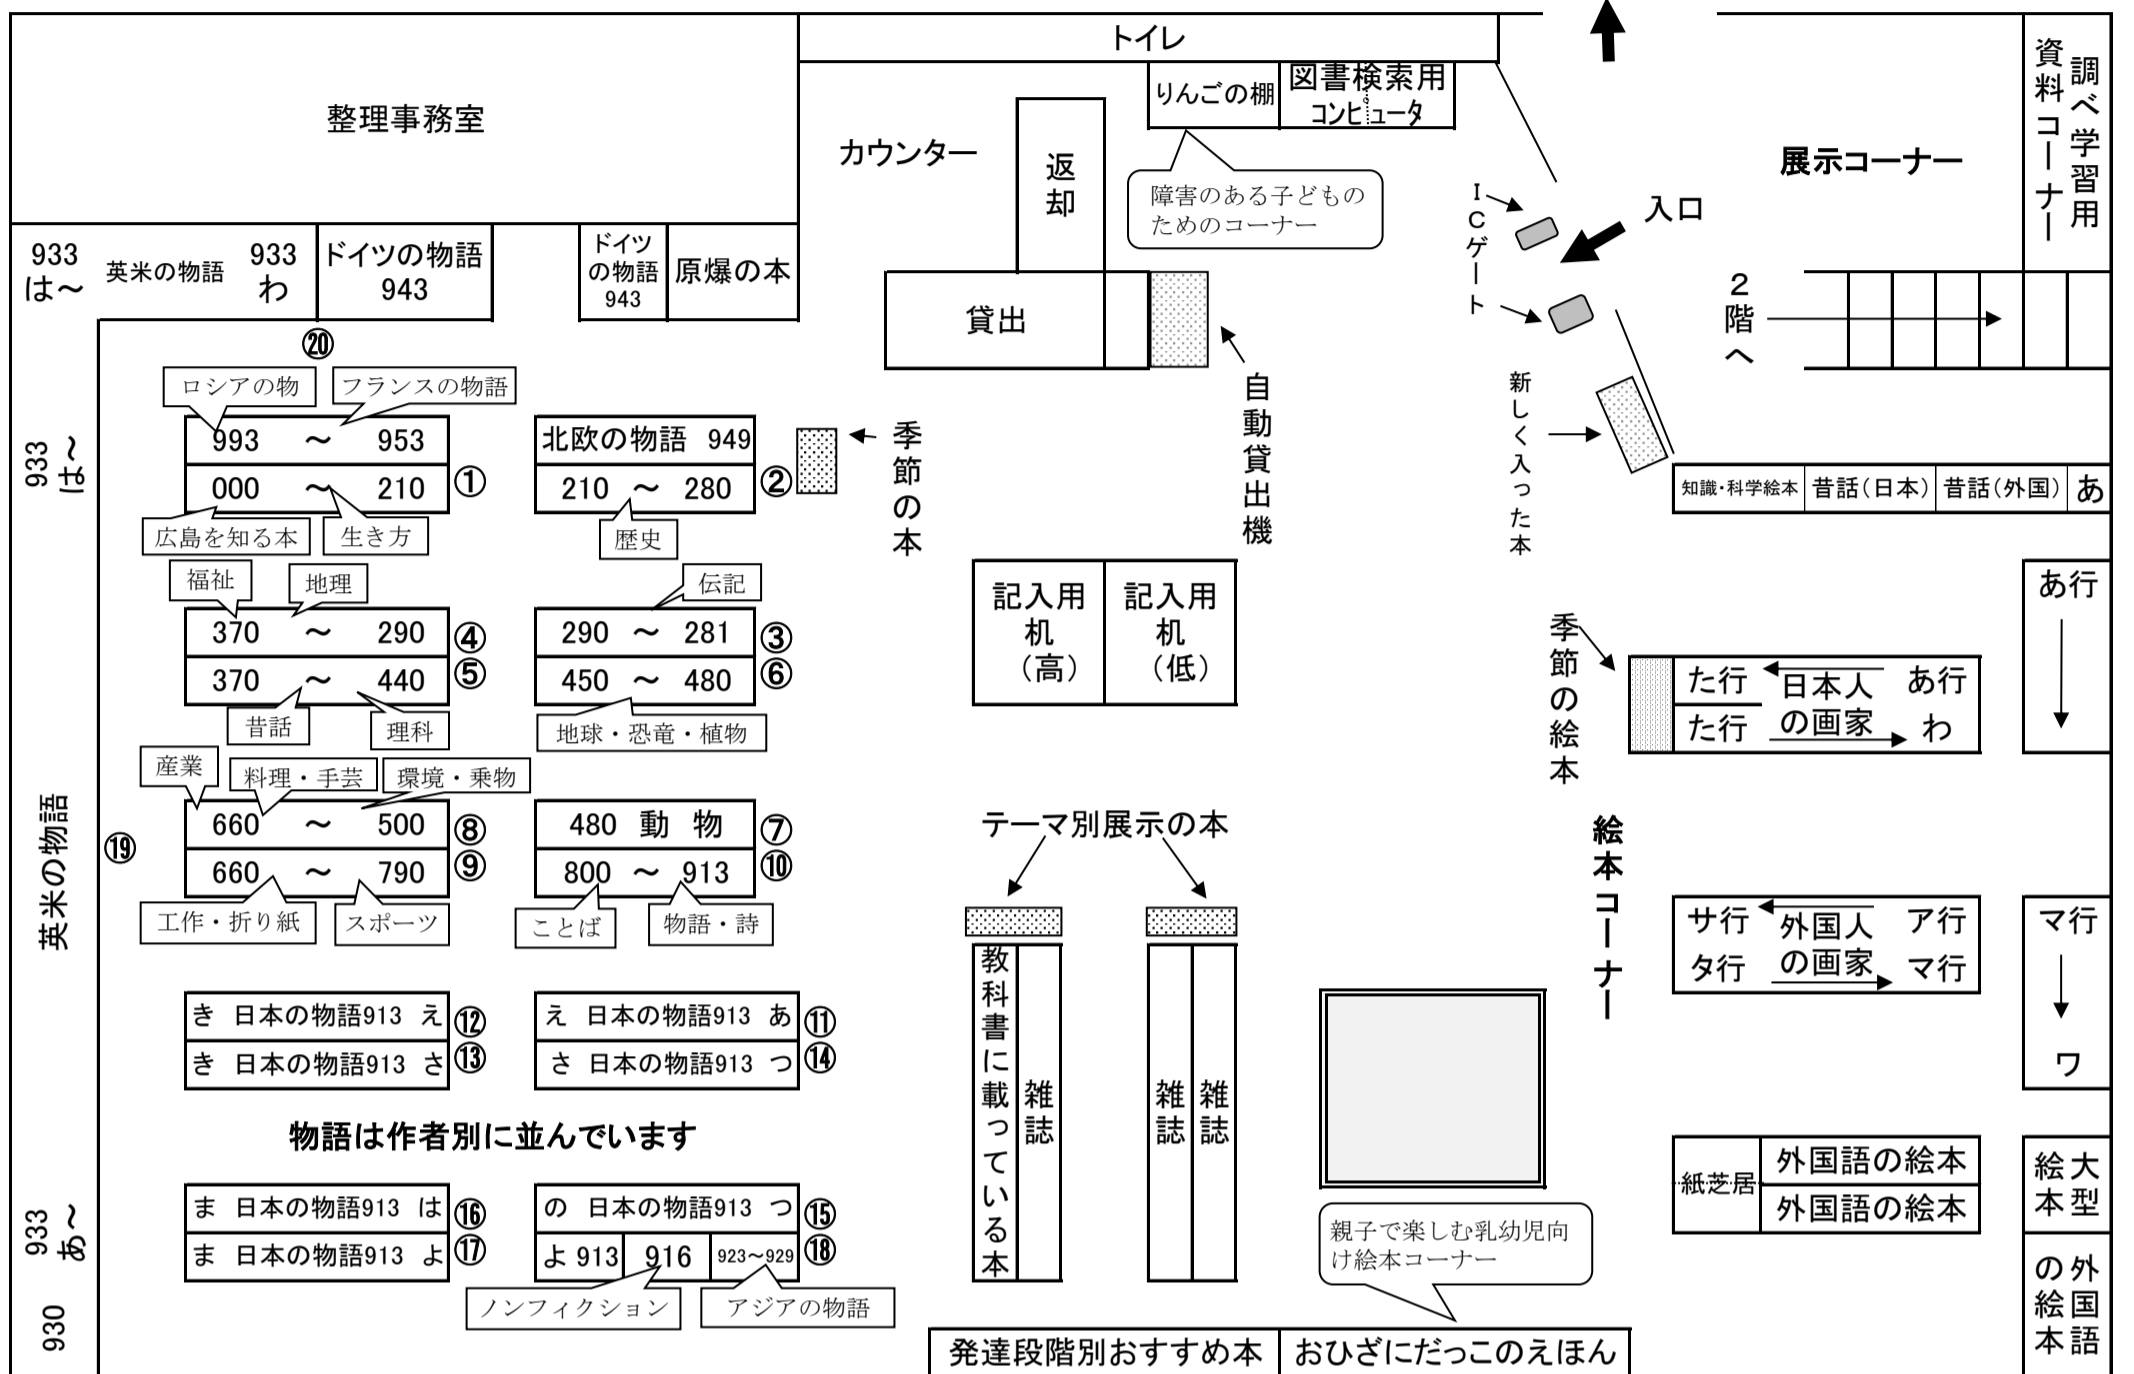 トイレ
整理事務室
カウンター
返却
りんごの棚
図書検索用
コンピュータ
障害のある子どもの
ためのコーナー
ICゲート
入口
展示コーナー
資料コーナー
調べ学習用
933
は～
英米の物語
933
わ
ドイツの物語
943
ドイツ
の物語
943
原爆の本
貸出
自動貸出機
2階へ
新しく入った本
⑳
ロシアの物
フランスの物語
993 ～ 953
000 ～ 210
①
広島を知る本
生き方
北欧の物語 949
210 ～ 280
②
歴史
季節の本
知識・科学絵本
昔話(日本)
昔話(外国)
あ
933
は～
福祉
地理
370 ～ 290
④
370 ～ 440
⑤
昔話
理科
伝記
290 ～ 281
③
450 ～ 480
⑥
地球・恐竜・植物
記入用
机
(高)
記入用
机
(低)
季節の絵本
た行
日本人
の画家
あ行
た行
わ
あ行
産業
料理・手芸
環境・乗物
660 ～ 500
⑧
660 ～ 790
⑨
工作・折り紙
スポーツ
480 動 物
⑦
800 ～ 913
⑩
ことば
物語・詩
英米の物語
⑲
テーマ別展示の本
絵本コーナー
サ行
外国人
の画家
ア行
タ行
マ行
マ行
ワ
き 日本の物語913 え
⑫
き 日本の物語913 さ
⑬
え 日本の物語913 あ
⑪
さ 日本の物語913 つ
⑭
教科書に載っている本
雑誌
雑誌
雑誌
物語は作者別に並んでいます
ま 日本の物語913 は
⑯
ま 日本の物語913 よ
⑰
の 日本の物語913 つ
⑮
よ 913
916
923～929
⑱
ノンフィクション
アジアの物語
933
あ～
930
紙芝居
外国語の絵本
外国語の絵本
大型
絵本
外国語
の絵本
親子で楽しむ乳幼児向
け絵本コーナー
発達段階別おすすめ本
おひざにだっこのえほん